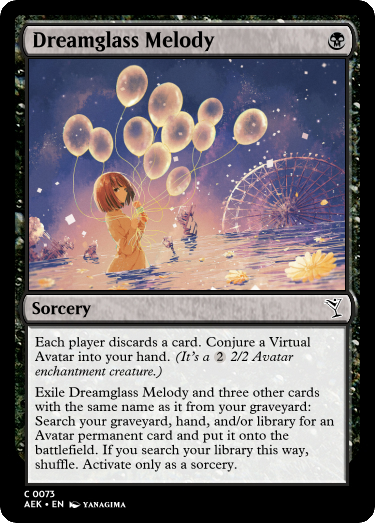 Dreamglass Melody
Sorcery
Each player discards a card. Conjure a Virtual
Avatar into your hand. (It's a 2 2/2 Avatar
enchantment creature.)
Exile Dreamglass Melody and three other cards
with the same name as it from your graveyard:
Search your graveyard, hand, and/or library for an
Avatar permanent card and put it onto the
battlefield. If you search your library this way,
shuffle. Activate only as a sorcery.
C 0073
AEK • EN YANAGIMA